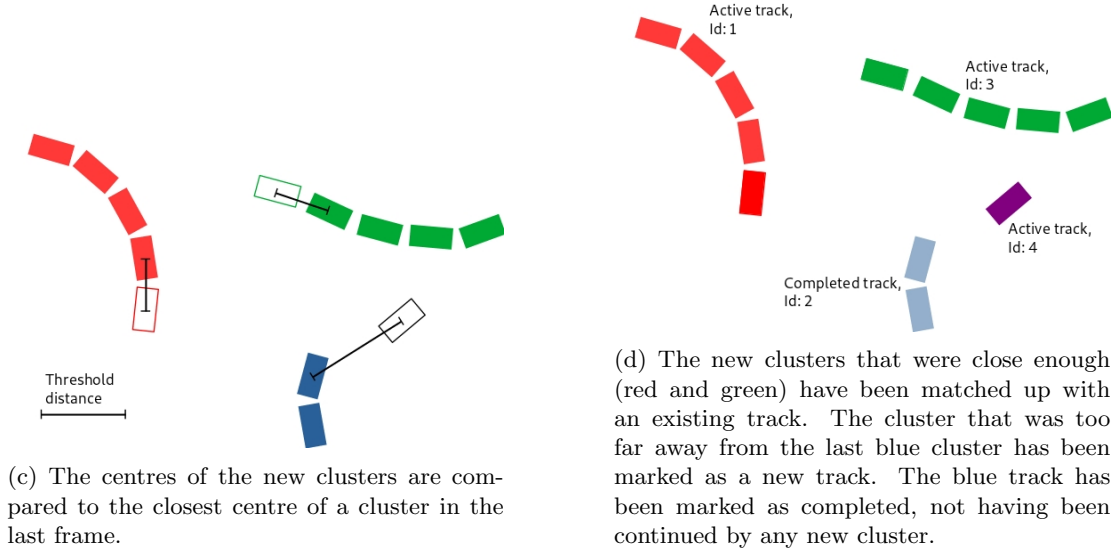 Threshold
distance
(c) The centres of the new clusters are com-
pared to the closest centre of a cluster in the
last frame.
Active track,
Id: 1
Active track,
Id: 3
Active track,
Id: 4
Completed track,
Id: 2
(d) The new clusters that were close enough
(red and green) have been matched up with
an existing track. The cluster that was too
far away from the last blue cluster has been
marked as a new track. The blue track has
been marked as completed, not having been
continued by any new cluster.